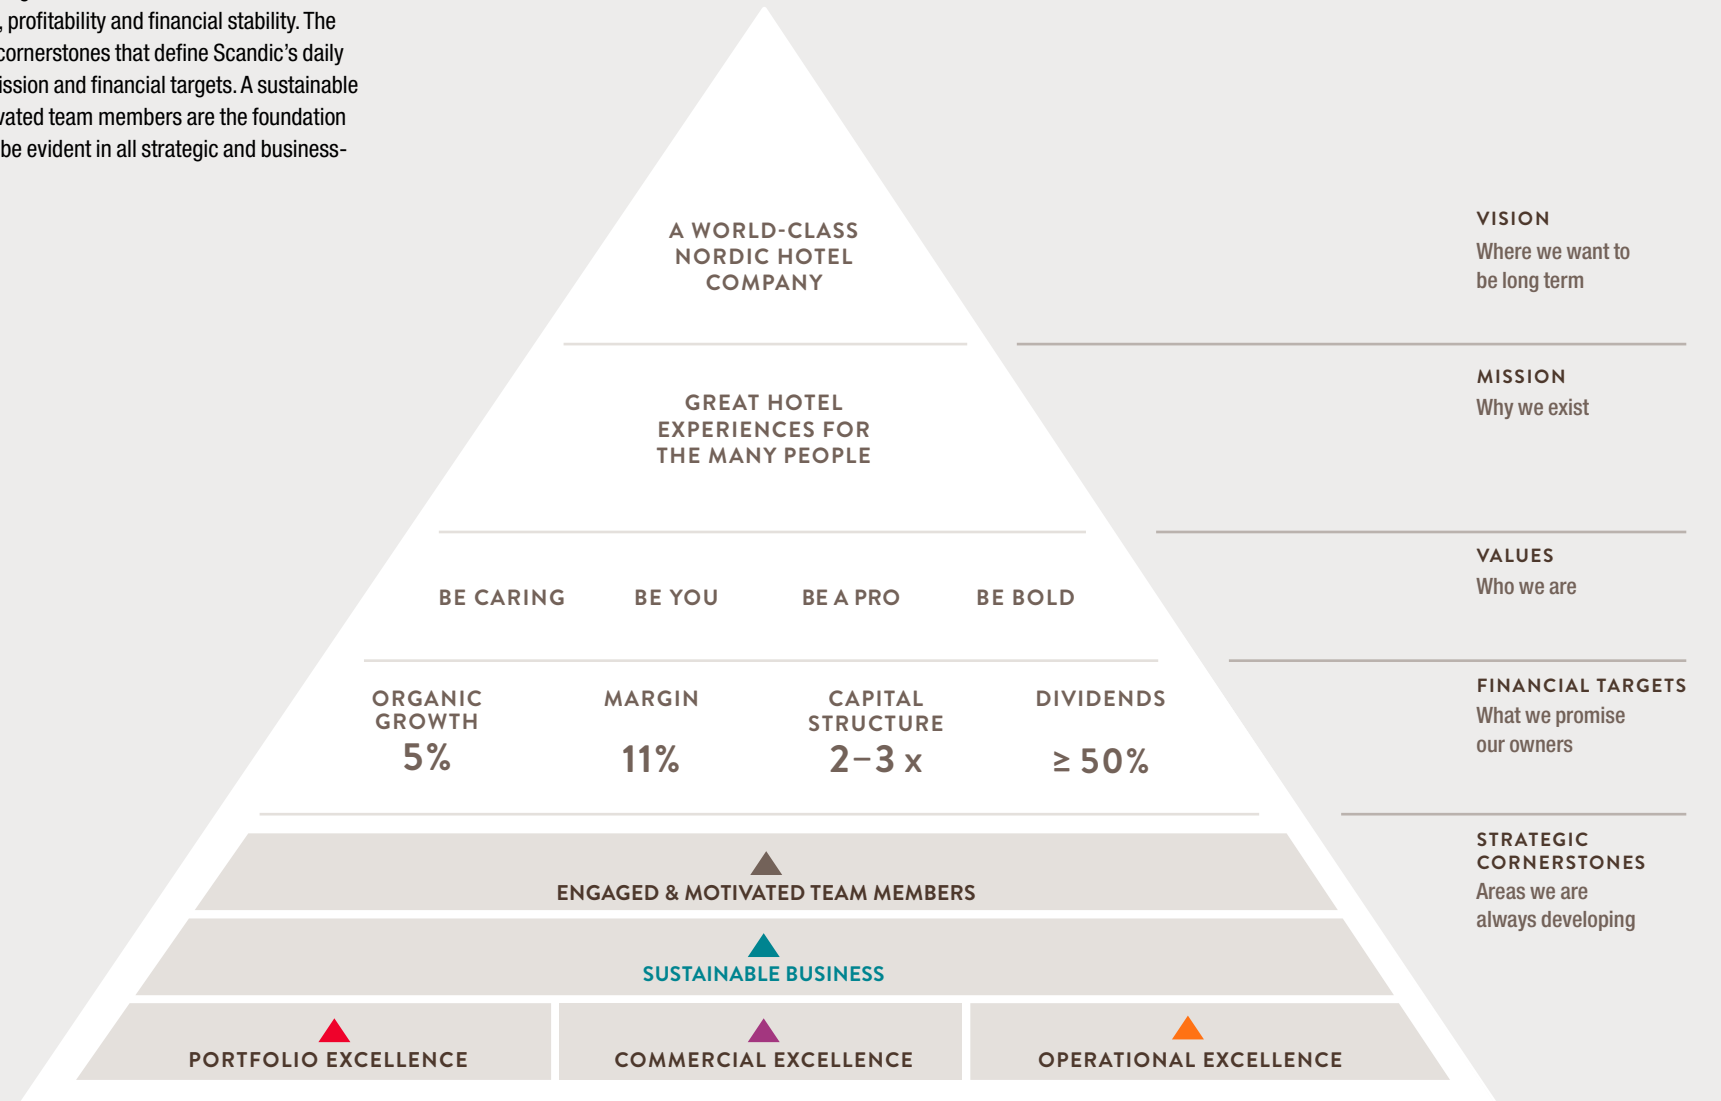 , profitability and financial stability. The
cornerstones that define Scandic's daily
ission and financial targets. A sustainable
vated team members are the foundation
be evident in all strategic and business-
A WORLD-CLASS
NORDIC HOTEL
COMPANY
VISION
Where we want to
be long term
GREAT HOTEL
EXPERIENCES FOR
THE MANY PEOPLE
MISSION
Why we exist
BE CARING BE YOU BE A PRO BE BOLD
VALUES
Who we are
ORGANIC
GROWTH
5%
MARGIN
11%
CAPITAL
STRUCTURE
2–3 x
DIVIDENDS
≥ 50%
FINANCIAL TARGETS
What we promise
our owners
ENGAGED & MOTIVATED TEAM MEMBERS
SUSTAINABLE BUSINESS
PORTFOLIO EXCELLENCE COMMERCIAL EXCELLENCE OPERATIONAL EXCELLENCE
STRATEGIC
CORNERSTONES
Areas we are
always developing